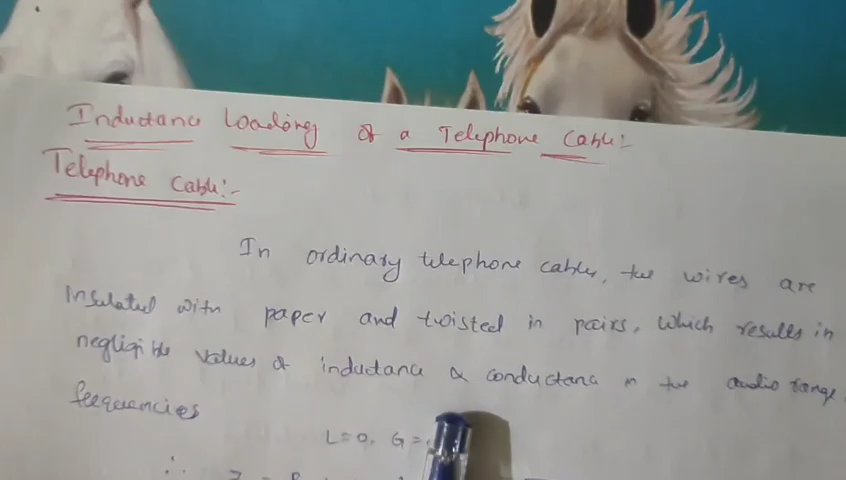 Inductance Loading of a Telephone Cable:-
Telephone Cable:-
In ordinary telephone cables, the wires are
Insulated with paper and twisted in pairs, which results in
negligible values of inductance & conductance in the audio range
frequencies
L=0, G=
∴